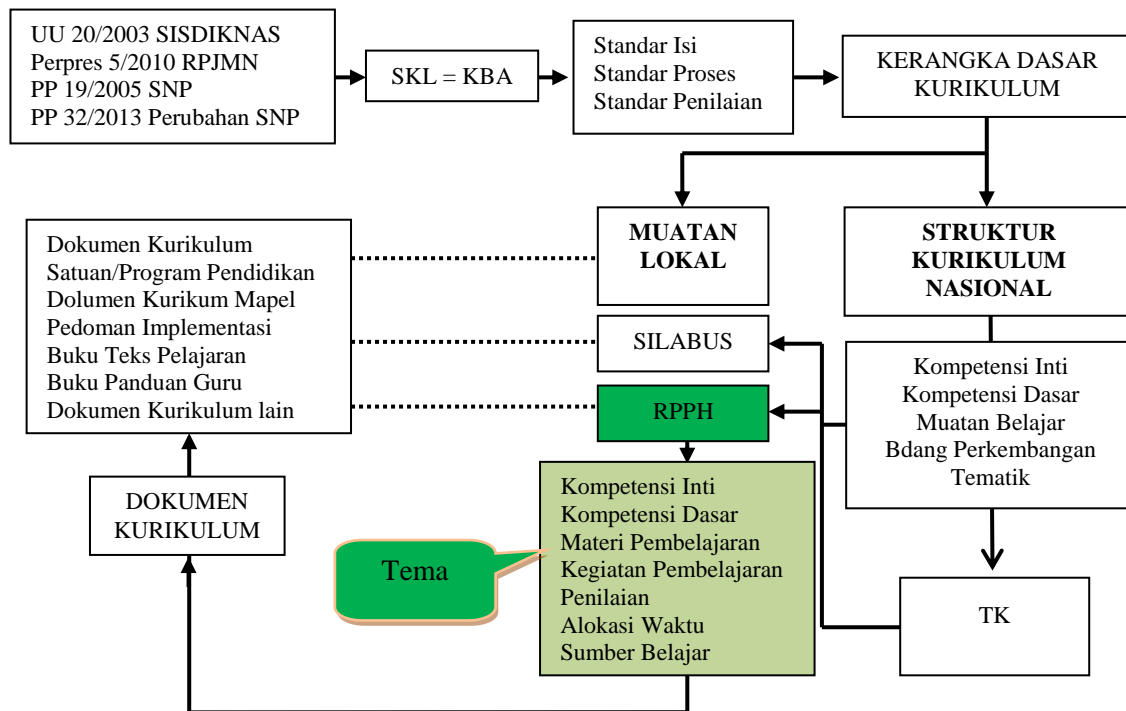 UU 20/2003 SISDIKNAS
Perpres 5/2010 RPJMN
PP 19/2005 SNP
PP 32/2013 Perubahan SNP
SKL = KBA
Standar Isi
Standar Proses
Standar Penilaian
KERANGKA DASAR
KURIKULUM
Dokumen Kurikulum
Satuan/Program Pendidikan
Dolumen Kurikum Mapel
Pedoman Implementasi
Buku Teks Pelajaran
Buku Panduan Guru
Dokumen Kurikulum lain
MUATAN
LOKAL
STRUKTUR
KURIKULUM
NASIONAL
SILABUS
RPPH
Kompetensi Inti
Kompetensi Dasar
Muatan Belajar
Bdang Perkembangan
Tematik
DOKUMEN
KURIKULUM
Tema
Kompetensi Inti
Kompetensi Dasar
Materi Pembelajaran
Kegiatan Pembelajaran
Penilaian
Alokasi Waktu
Sumber Belajar
TK